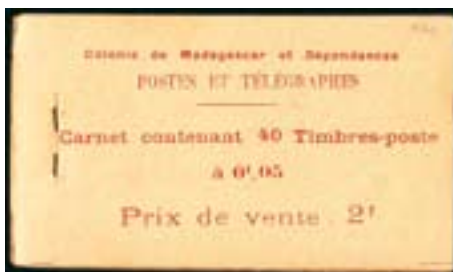 Colonie de Madagascar et Dépendances
POSTES ET TÉLÉGRAPHES
Carnet contenant 40 Timbres-poste
à 0f,05
Prix de vente 2f